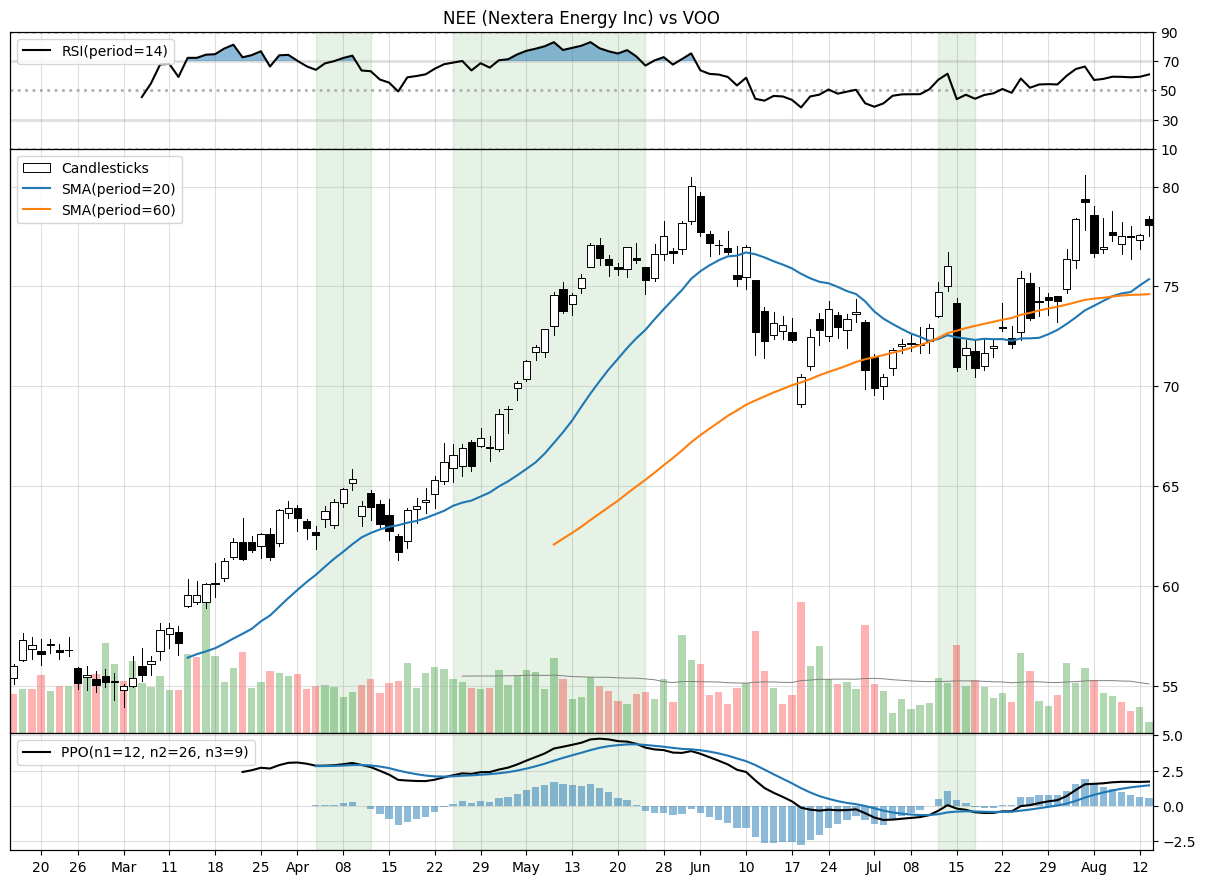 NEE (Nextera Energy Inc) vs VOO
RSI(period=14)
90
70
50
30
10
Candlesticks
SMA(period=20)
SMA(period=60)
80
75
70
65
60
55
PPO(n1=12, n2=26, n3=9)
5.0
2.5
0.0
−2.5
20 26 Mar 11 18 25 Apr 08 15 22 29 May 13 20 28 Jun 10 17 24 Jul 08 15 22 29 Aug 12